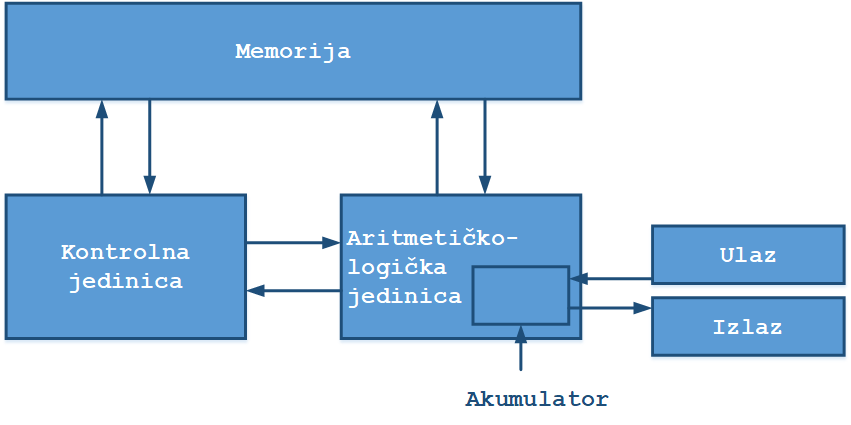 Memorija
Kontrolna
jedinica
Aritmetičko-
logička
jedinica
Ulaz
Izlaz
Akumulator